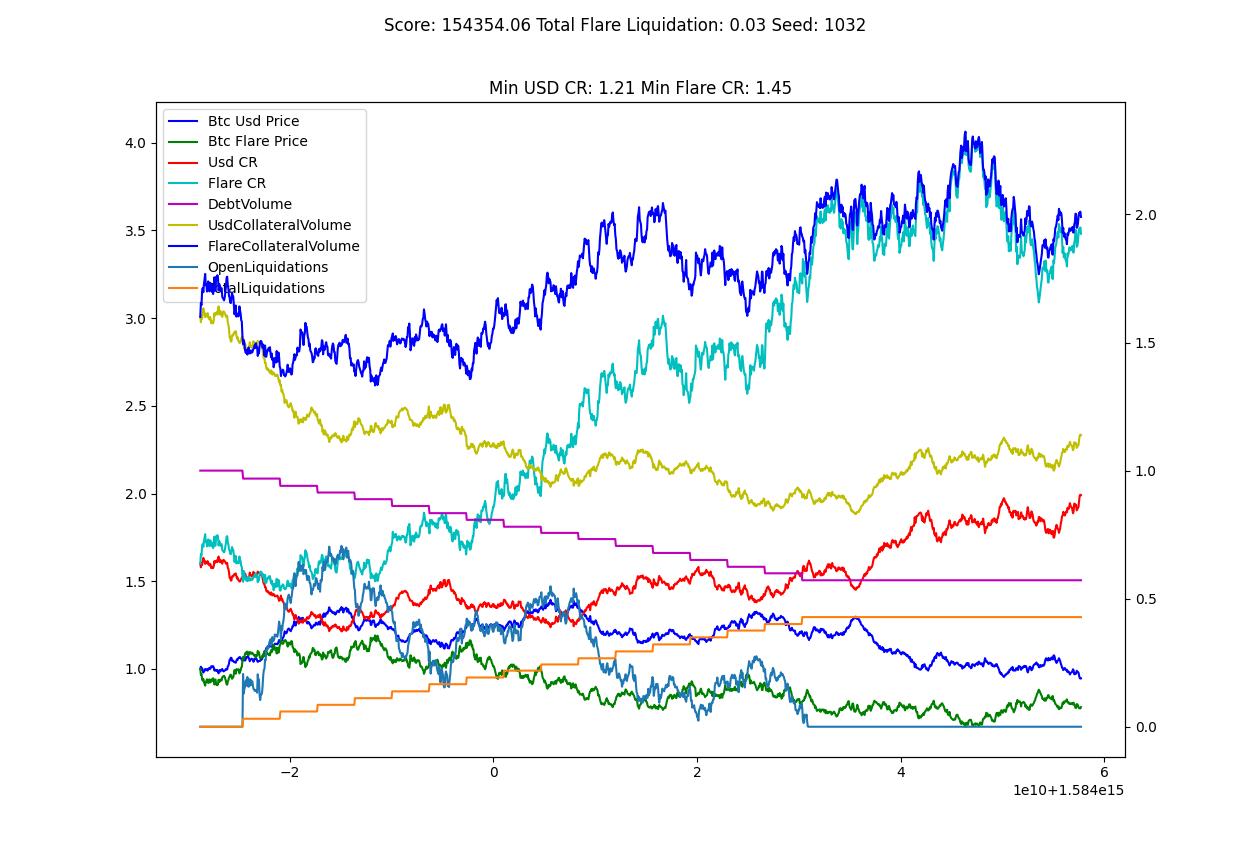 Score: 154354.06 Total Flare Liquidation: 0.03 Seed: 1032
Min USD CR: 1.21 Min Flare CR: 1.45
Btc Usd Price
Btc Flare Price
Usd CR
Flare CR
DebtVolume
UsdCollateralVolume
FlareCollateralVolume
OpenLiquidations
TotalLiquidations
4.0
3.5
3.0
2.5
2.0
1.5
1.0
2.0
1.5
1.0
0.5
0.0
−2
0
2
4
6
1e10+1.584e15